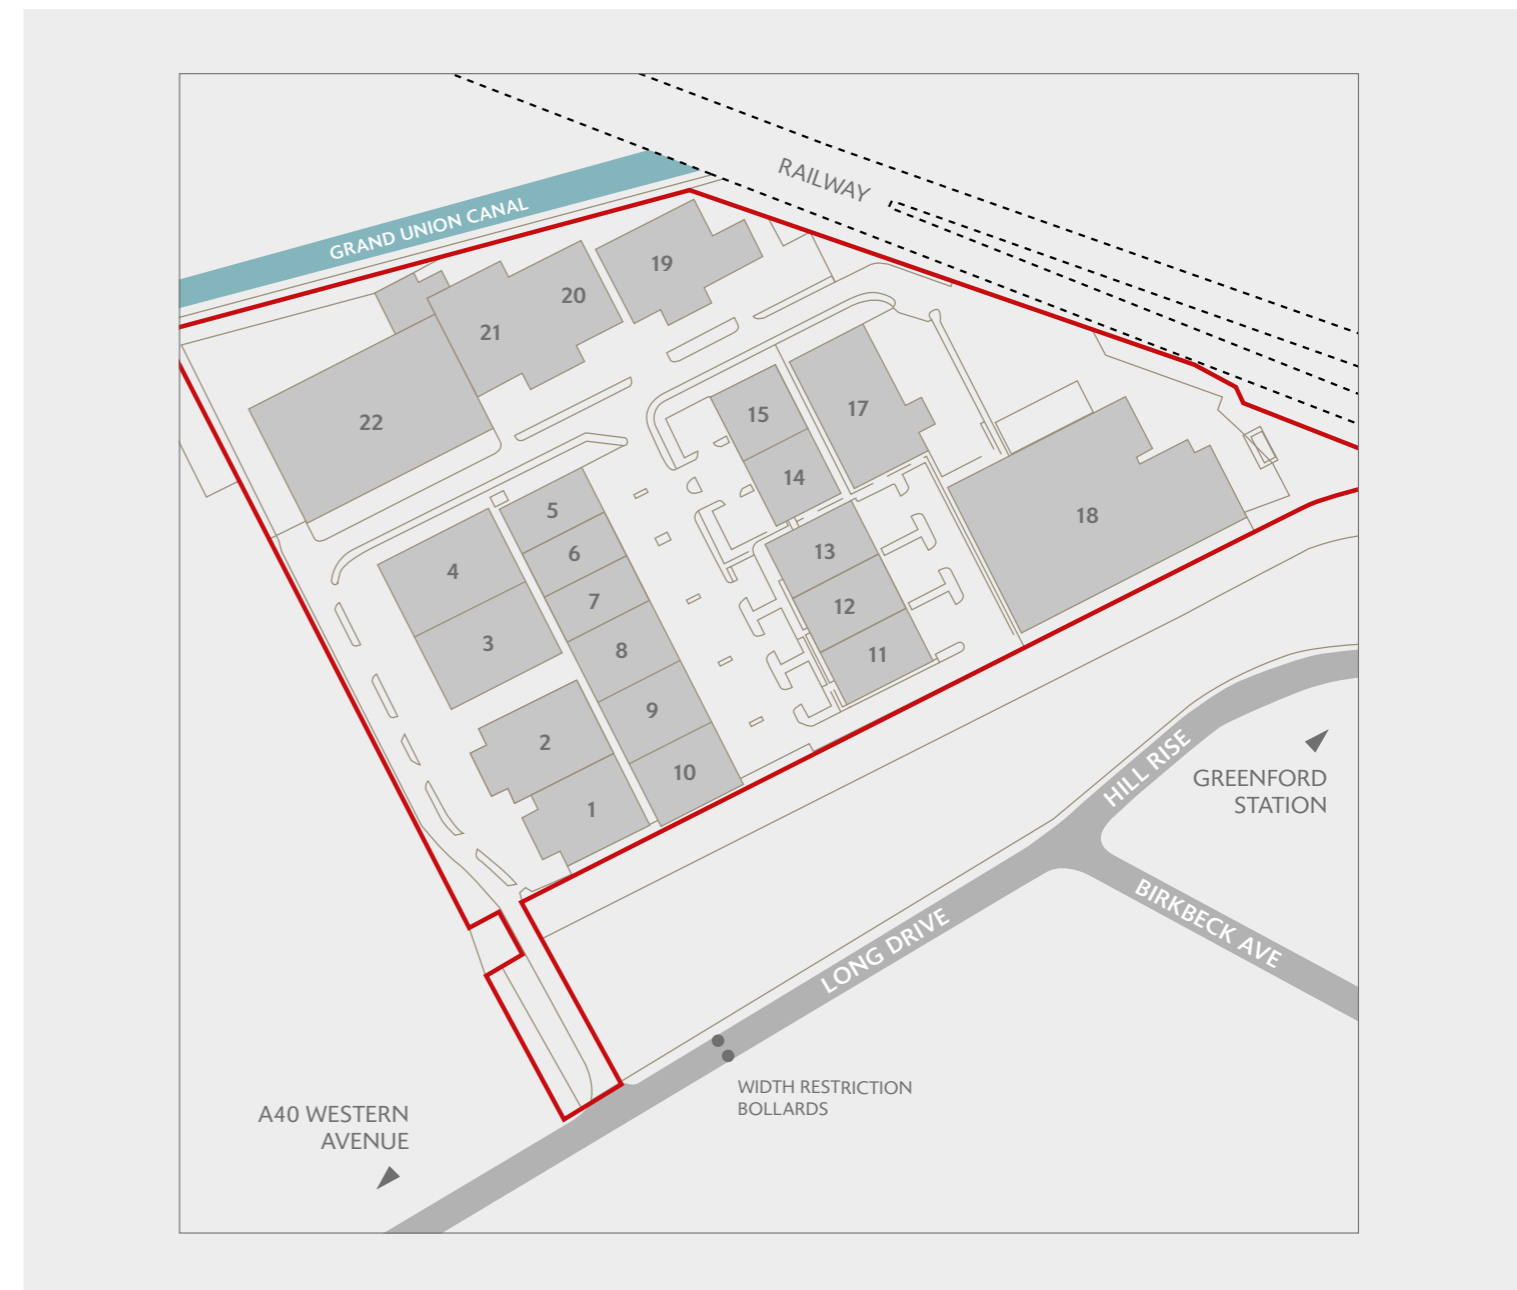 RAILWAY
GRAND UNION CANAL
19
20
21
22
15
17
14
18
5
4
6
13
7
12
3
8
11
9
2
10
1
HILL RISE
GREENFORD
STATION
BIRKBECK AVE
LONG DRIVE
WIDTH RESTRICTION
BOLLARDS
A40 WESTERN
AVENUE